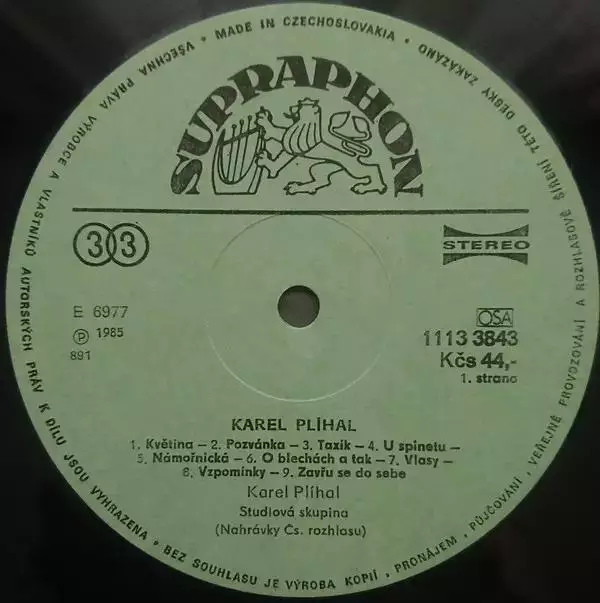 VŠECHNA PRÁVA VÝROBCE A VLASTNÍKŮ AUTORSKÝCH PRÁV K DÍLU JSOU VYHRAZENA • BEZ SOUHLASU JE VÝROBA KOPIÍ, PRONÁJEM, PŮJČOVÁNÍ, VEŘEJNÉ PROVOZOVÁNÍ A ROZHLASOVÉ ŠÍŘENÍ TÉTO DESKY ZAKÁZÁNO • MADE IN CZECHOSLOVAKIA •
SUPRAPHON
33
STEREO
E 6977
Ⓟ 1985
891
OSA
1113 3843
Kčs 44,-
1. strana
KAREL PLÍHAL
1. Květina – 2. Pozvánka – 3. Taxík – 4. U spinetu –
5. Námořnická – 6. O blechách a tak – 7. Vlasy –
8. Vzpomínky – 9. Zavřu se do sebe
Karel Plíhal
Studiová skupina
(Nahrávky Čs. rozhlasu)